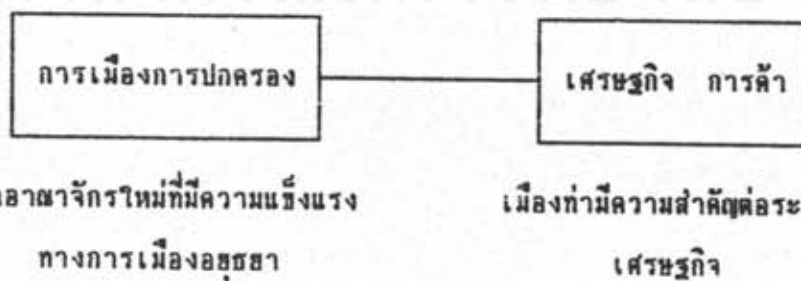 การเมืองการปกครอง
เศรษฐกิจ การค้า
อาณาจักรใหม่ที่มีความแข็งแรง
ทางการเมืองอยุธยา
เมืองท่ามีความสำคัญต่อระ
เศรษฐกิจ